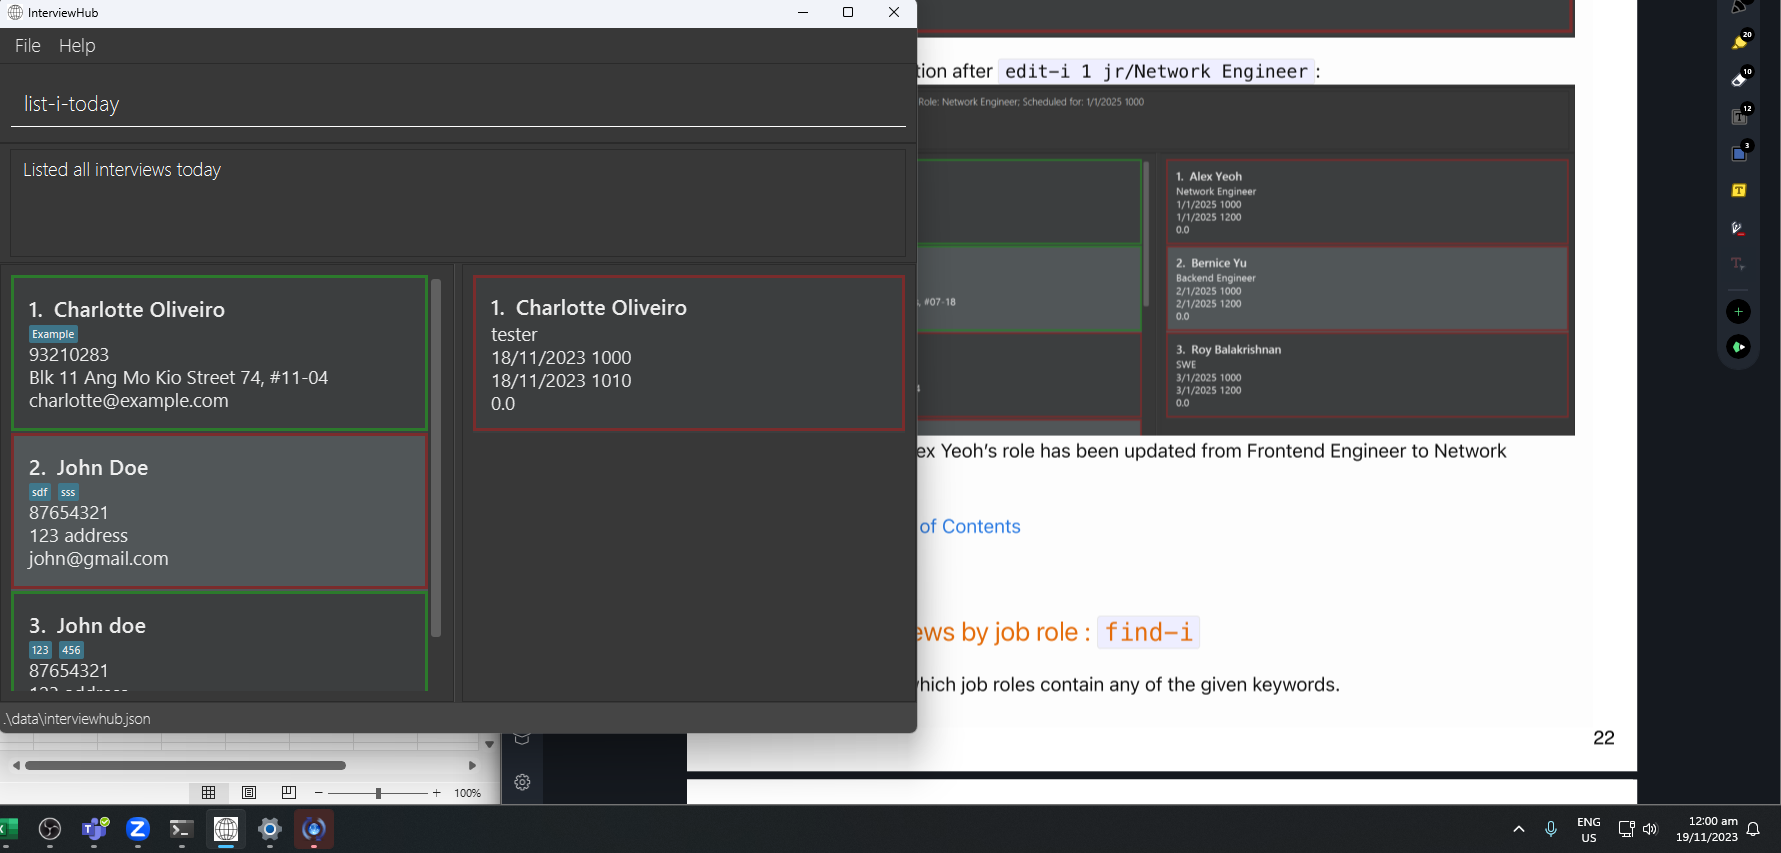 InterviewHub
File Help
list-i-today
Listed all interviews today
1. Charlotte Oliveiro
Example
93210283
Blk 11 Ang Mo Kio Street 74, #11-04
charlotte@example.com
2. John Doe
sdf sss
87654321
123 address
john@gmail.com
3. John doe
123 456
87654321
123 address
1. Charlotte Oliveiro
tester
18/11/2023 1000
18/11/2023 1010
0.0
.\data\interviewhub.json
tion after edit-i 1 jr/Network Engineer :
Role: Network Engineer; Scheduled for: 1/1/2025 1000
, #07-18
1. Alex Yeoh
Network Engineer
1/1/2025 1000
1/1/2025 1200
0.0
2. Bernice Yu
Backend Engineer
2/1/2025 1000
2/1/2025 1200
0.0
3. Roy Balakrishnan
SWE
3/1/2025 1000
3/1/2025 1200
0.0
ex Yeoh's role has been updated from Frontend Engineer to Network
of Contents
ews by job role : find-i
hich job roles contain any of the given keywords.
22
20
10
12
3
100%
ENG
US
12:00 am
19/11/2023